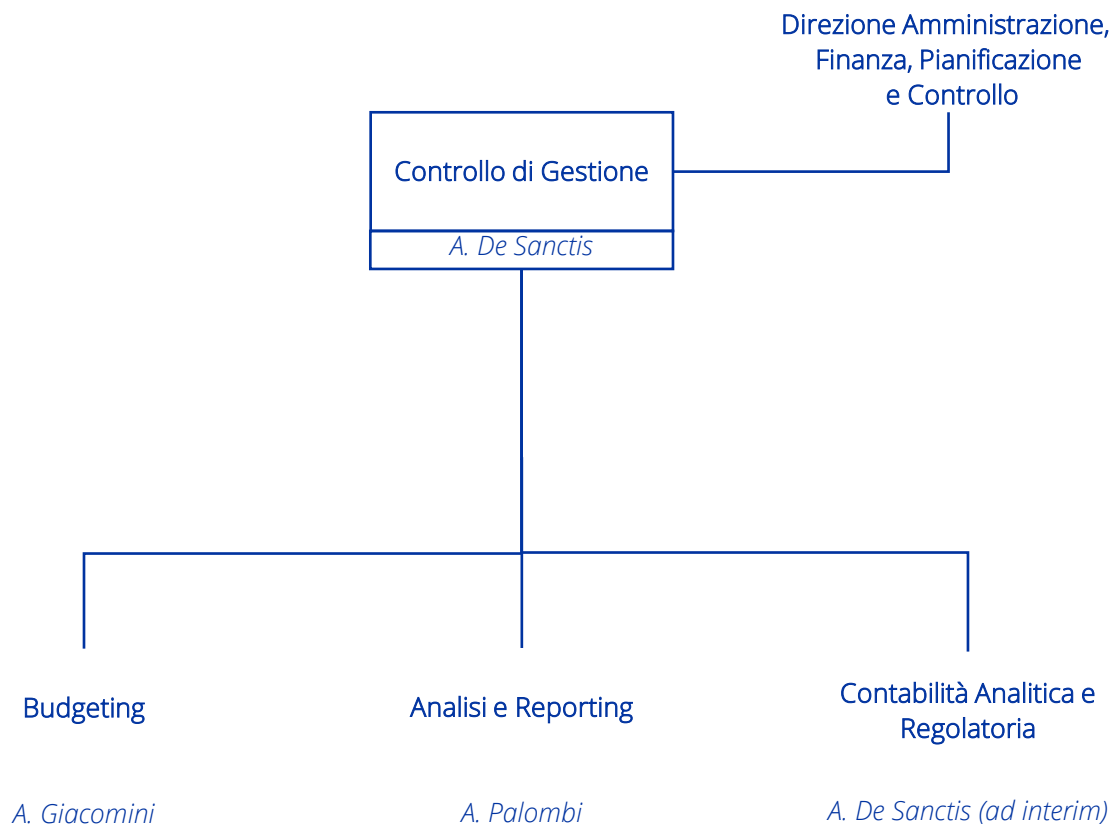 Direzione Amministrazione,
Finanza, Pianificazione
e Controllo
Controllo di Gestione
A. De Sanctis
Budgeting
Analisi e Reporting
Contabilità Analitica e
Regolatoria
A. Giacomini
A. Palombi
A. De Sanctis (ad interim)